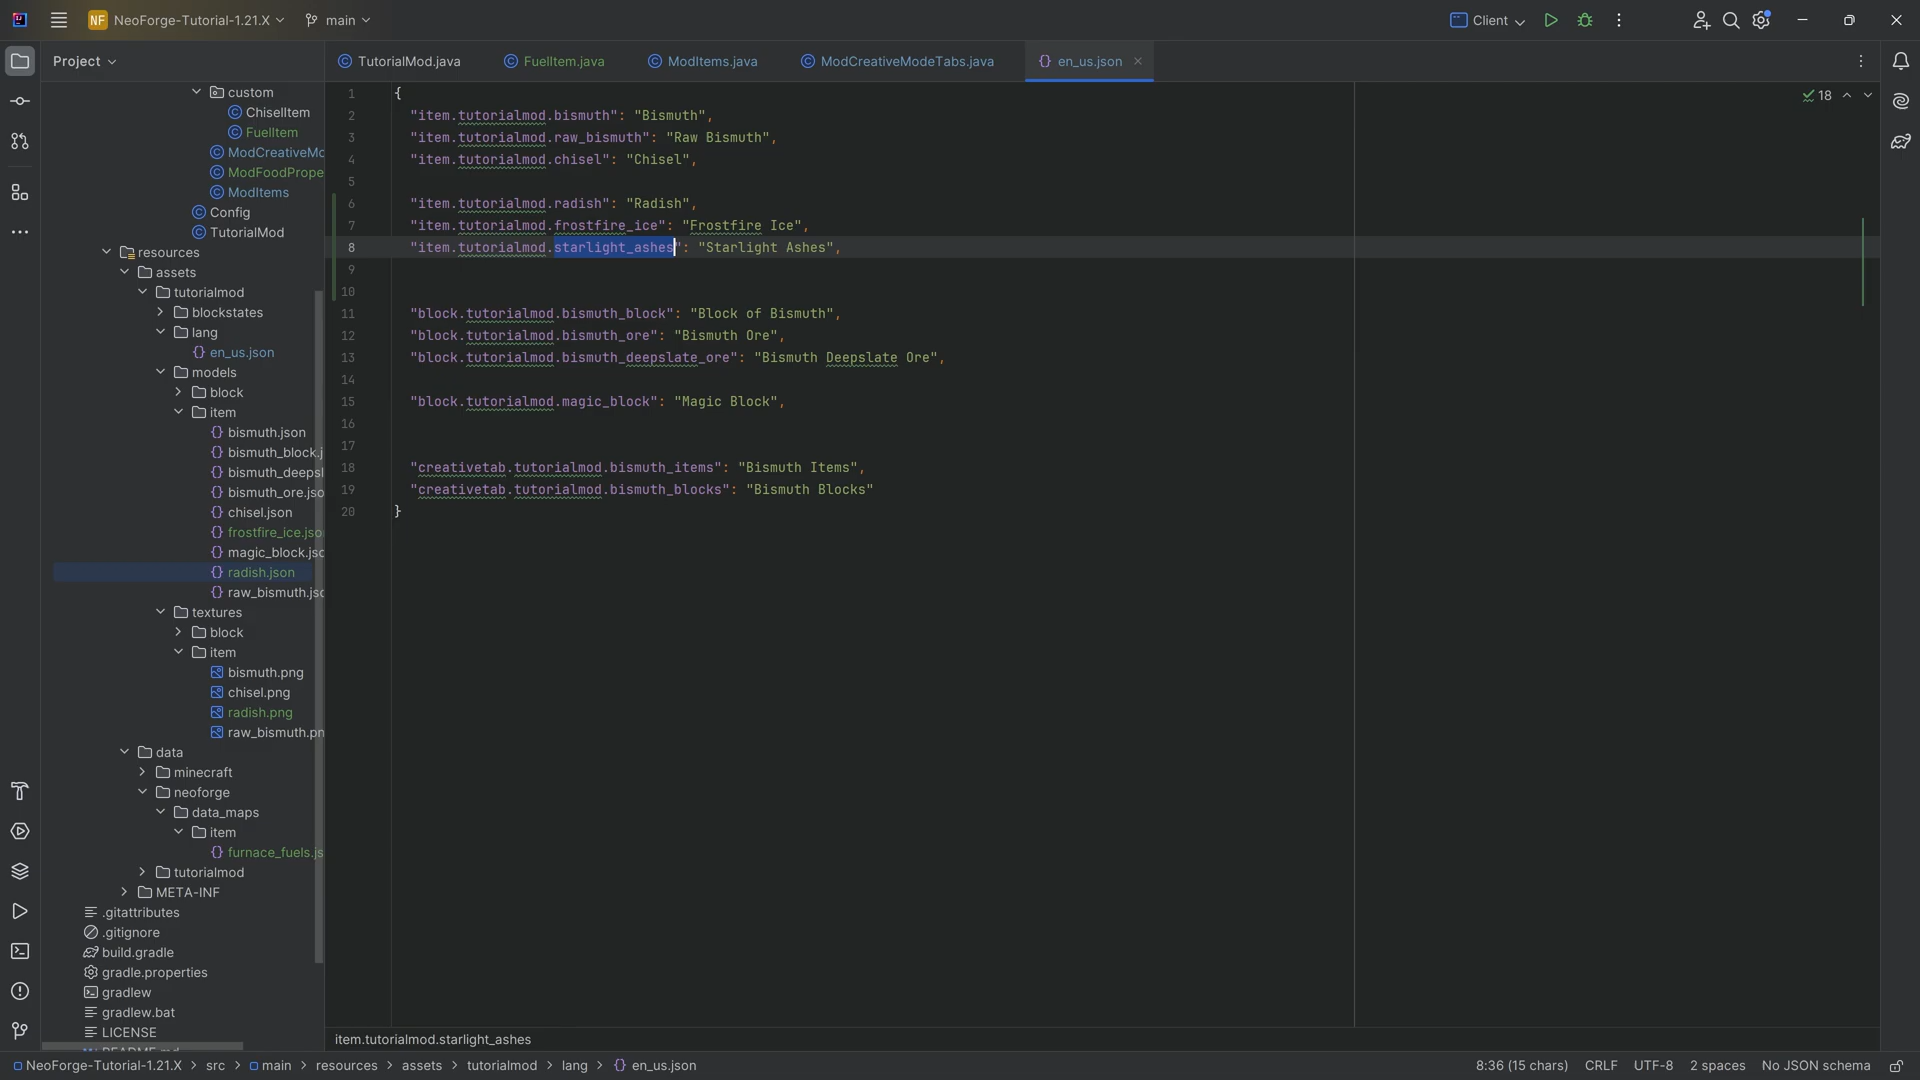 NF NeoForge-Tutorial-1.21.X main Client
Project
TutorialMod.java FuelItem.java ModItems.java ModCreativeModeTabs.java {} en_us.json
custom
ChiselItem
FuelItem
ModCreativeMo
ModFoodPrope
ModItems
Config
TutorialMod
resources
assets
tutorialmod
blockstates
lang
{} en_us.json
models
block
item
{} bismuth.json
{} bismuth_block.j
{} bismuth_deepsl
{} bismuth_ore.jso
{} chisel.json
{} frostfire_ice.jso
{} magic_block.jsc
{} radish.json
{} raw_bismuth.jsc
textures
block
item
bismuth.png
chisel.png
radish.png
raw_bismuth.pn
data
minecraft
neoforge
data_maps
item
{} furnace_fuels.js
tutorialmod
META-INF
.gitattributes
.gitignore
build.gradle
gradle.properties
gradlew
gradlew.bat
LICENSE
README.md
1 {
2 "item.tutorialmod.bismuth": "Bismuth",
3 "item.tutorialmod.raw_bismuth": "Raw Bismuth",
4 "item.tutorialmod.chisel": "Chisel",
5
6 "item.tutorialmod.radish": "Radish",
7 "item.tutorialmod.frostfire_ice": "Frostfire Ice",
8 "item.tutorialmod.starlight_ashes": "Starlight Ashes",
9
10
11 "block.tutorialmod.bismuth_block": "Block of Bismuth",
12 "block.tutorialmod.bismuth_ore": "Bismuth Ore",
13 "block.tutorialmod.bismuth_deepslate_ore": "Bismuth Deepslate Ore",
14
15 "block.tutorialmod.magic_block": "Magic Block",
16
17
18 "creativetab.tutorialmod.bismuth_items": "Bismuth Items",
19 "creativetab.tutorialmod.bismuth_blocks": "Bismuth Blocks"
20 }
18
item.tutorialmod.starlight_ashes
NeoForge-Tutorial-1.21.X > src > main > resources > assets > tutorialmod > lang > {} en_us.json
8:36 (15 chars) CRLF UTF-8 2 spaces No JSON schema